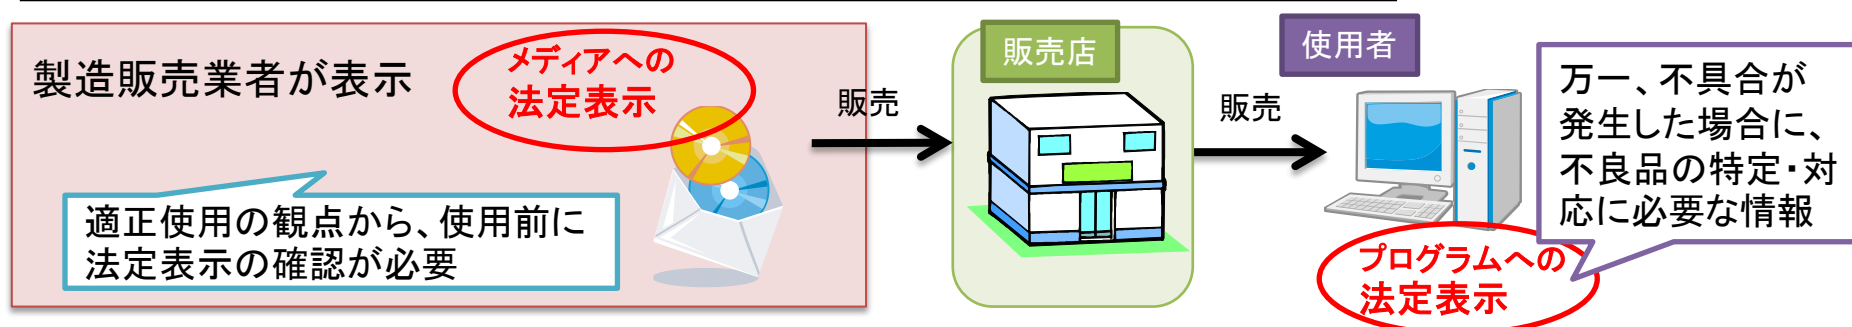 製造販売業者が表示
メディアへの
法定表示
適正使用の観点から、使用前に
法定表示の確認が必要
販売
販売店
販売
使用者
万一、不具合が
発生した場合に、
不良品の特定・対
応に必要な情報
プログラムへの
法定表示